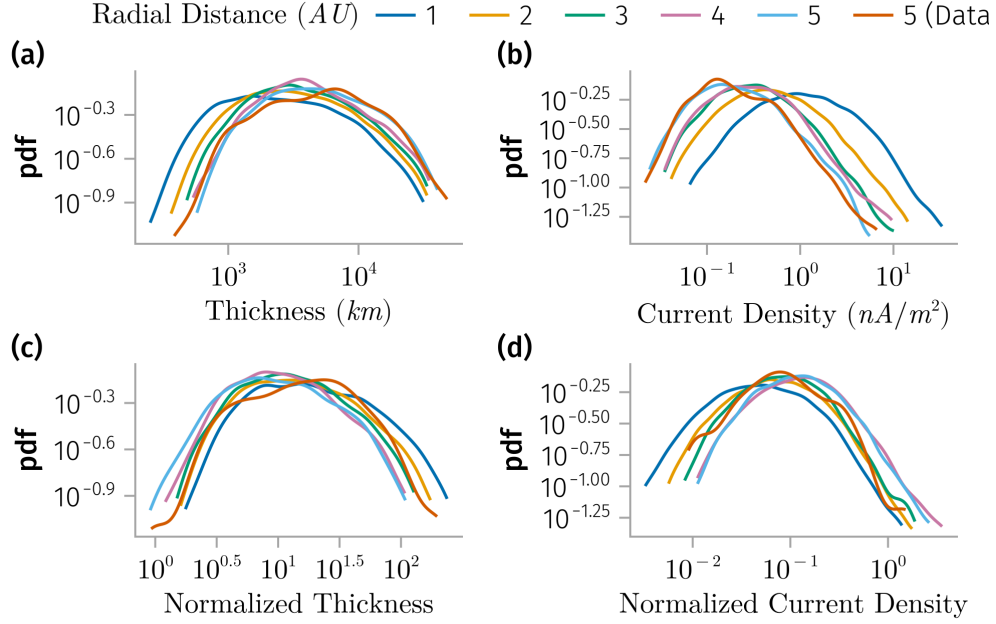 Radial Distance (AU) 1 2 3 4 5 5 (Data
(a)
pdf
10^−0.3
10^−0.6
10^−0.9
10^3 10^4
Thickness (km)
(b)
pdf
10^−0.25
10^−0.50
10^−0.75
10^−1.00
10^−1.25
10^−1 10^0 10^1
Current Density (nA/m^2)
(c)
pdf
10^−0.3
10^−0.6
10^−0.9
10^0 10^0.5 10^1 10^1.5 10^2
Normalized Thickness
(d)
pdf
10^−0.25
10^−0.50
10^−0.75
10^−1.00
10^−1.25
10^−2 10^−1 10^0
Normalized Current Density